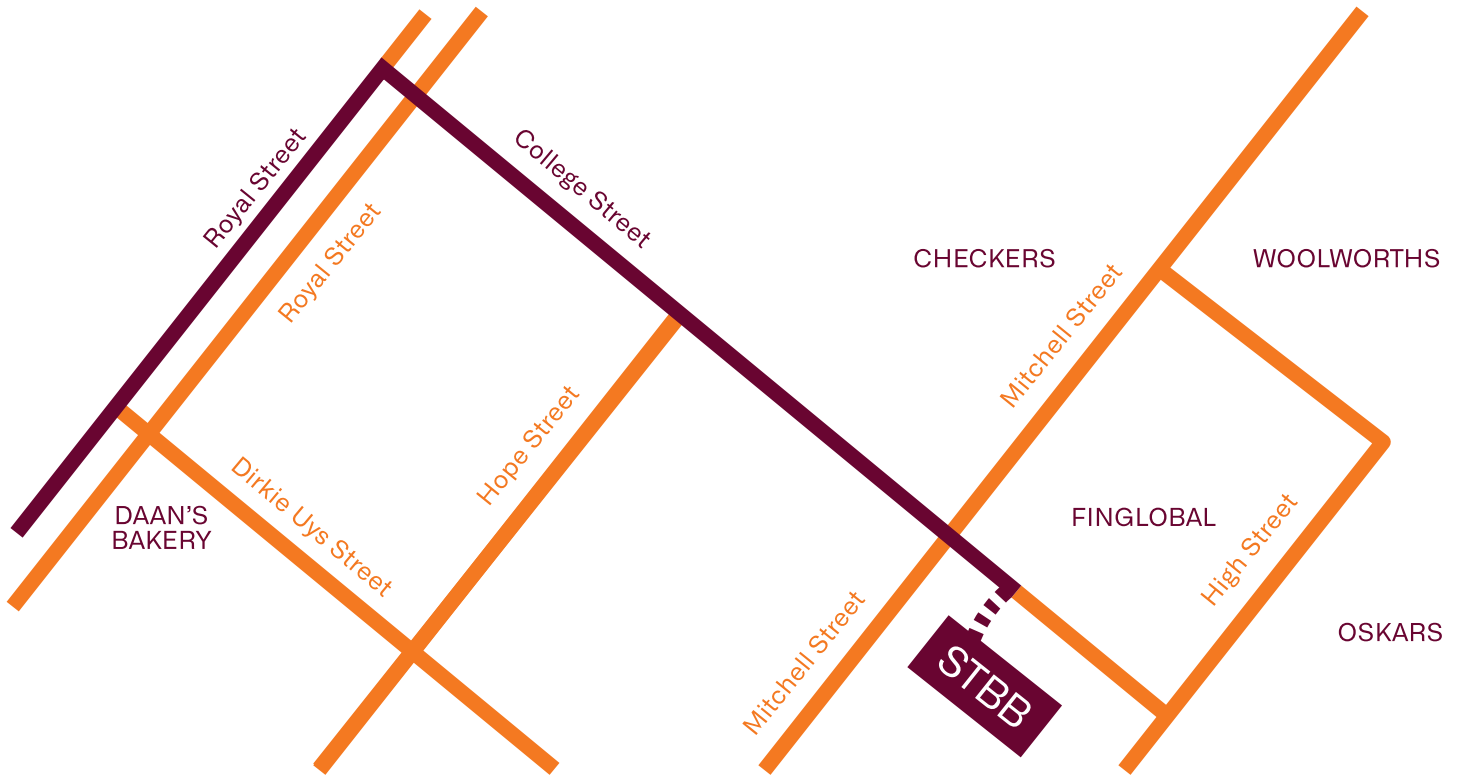 Royal Street
College Street
Royal Street
CHECKERS
WOOLWORTHS
Mitchell Street
Hope Street
Dirkie Uys Street
DAAN'S
BAKERY
FINGLOBAL
High Street
Mitchell Street
OSKARS
STBB